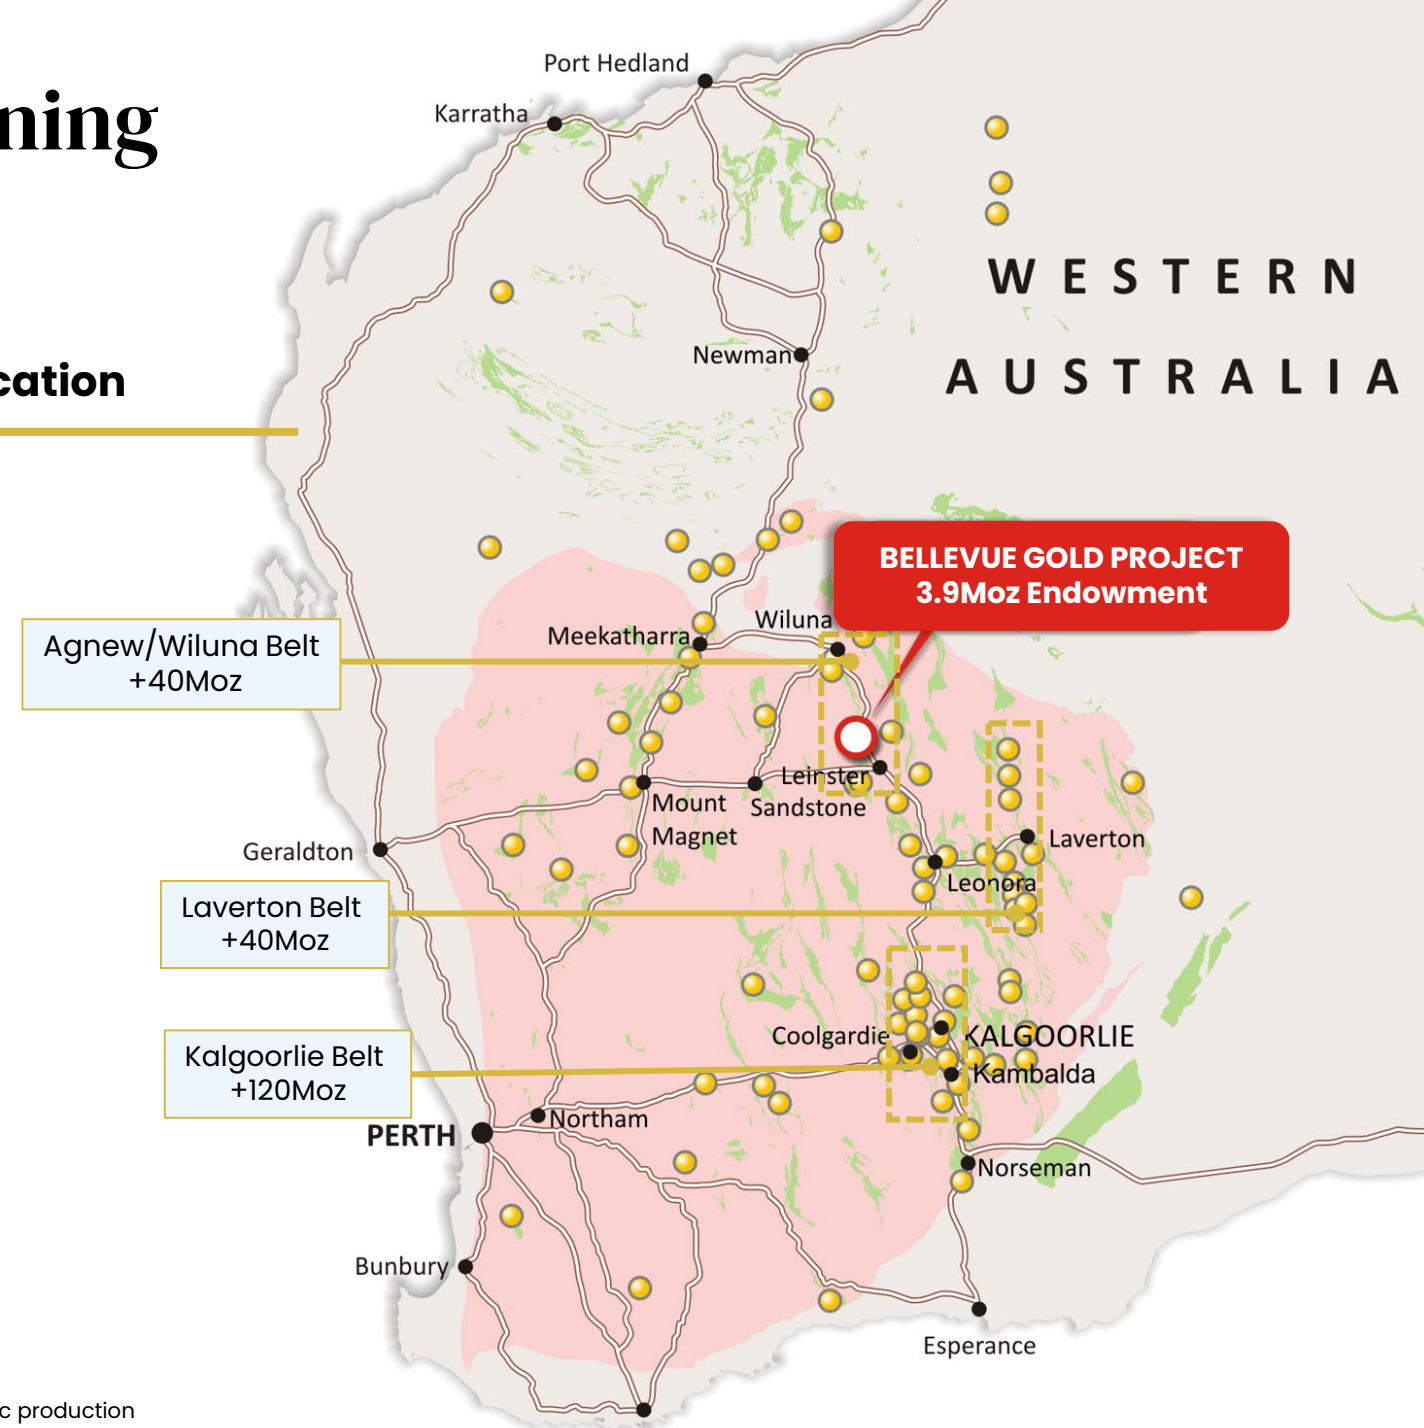 ning
cation
Port Hedland
Karratha
WESTERN
AUSTRALIA
Newman
BELLEVUE GOLD PROJECT
3.9Moz Endowment
Agnew/Wiluna Belt
+40Moz
Meekatharra
Wiluna
Leinster
Sandstone
Mount
Magnet
Laverton
Geraldton
Leonora
Laverton Belt
+40Moz
Coolgardie
KALGOORLIE
Kambalda
Kalgoorlie Belt
+120Moz
Northam
PERTH
Norseman
Bunbury
Esperance
c production